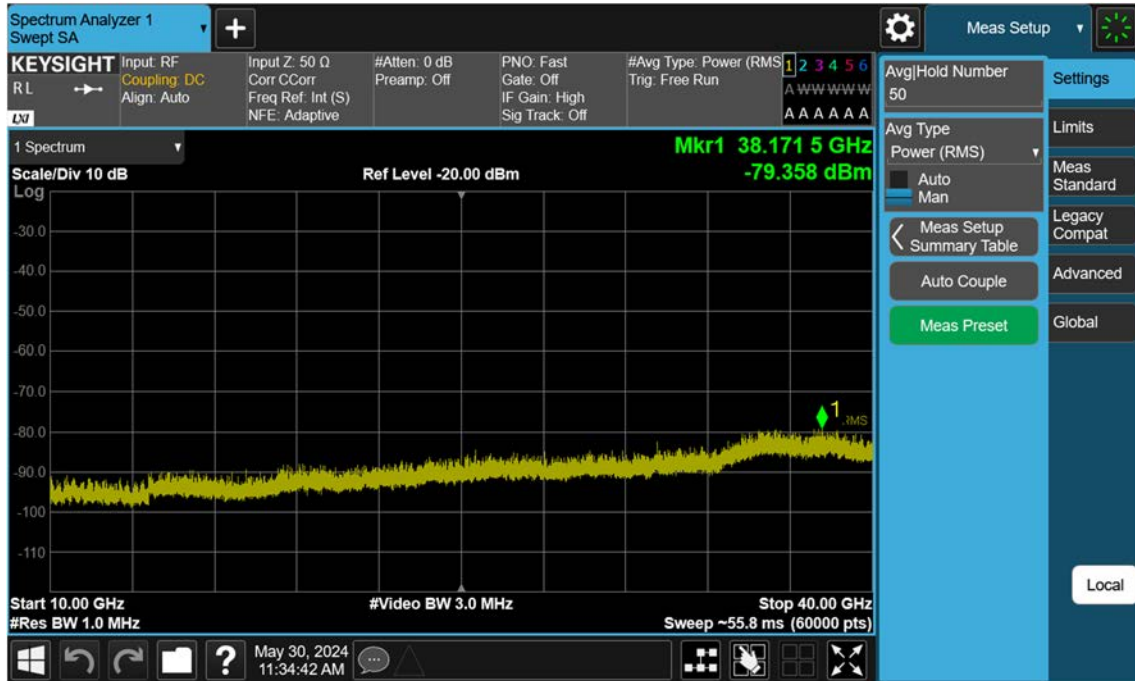 Spectrum Analyzer 1
Swept SA
Meas Setup
KEYSIGHT
R L
LXI
Input: RF
Coupling: DC
Align: Auto
Input Z: 50 Ω
Corr CCorr
Freq Ref: Int (S)
NFE: Adaptive
#Atten: 0 dB
Preamp: Off
PNO: Fast
Gate: Off
IF Gain: High
Sig Track: Off
#Avg Type: Power (RMS
Trig: Free Run
1 2 3 4 5 6
A W W W W W
A A A A A A
1 Spectrum
Scale/Div 10 dB
Log
Ref Level -20.00 dBm
Mkr1 38.171 5 GHz
-79.358 dBm
-30.0
-40.0
-50.0
-60.0
-70.0
-80.0
-90.0
-100
-110
1
RMS
Start 10.00 GHz
#Res BW 1.0 MHz
#Video BW 3.0 MHz
Stop 40.00 GHz
Sweep ~55.8 ms (60000 pts)
May 30, 2024
11:34:42 AM
?
Avg|Hold Number
50
Avg Type
Power (RMS)
Auto
Man
Meas Setup
Summary Table
Auto Couple
Meas Preset
Settings
Limits
Meas
Standard
Legacy
Compat
Advanced
Global
Local